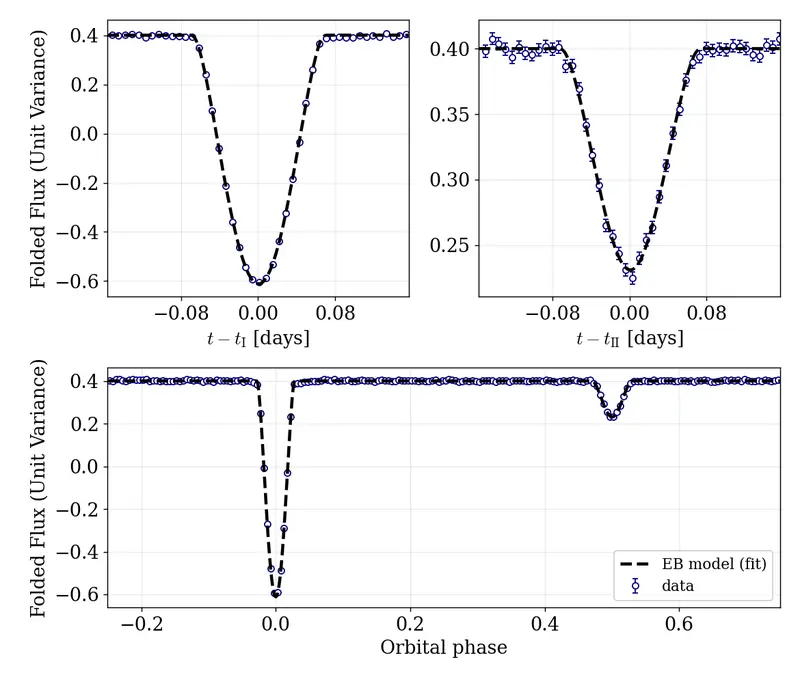 Folded Flux (Unit Variance)
0.4
0.2
0.0
−0.2
−0.4
−0.6
−0.08 0.00 0.08
t − tI [days]
0.40
0.35
0.30
0.25
−0.08 0.00 0.08
t − tII [days]
Folded Flux (Unit Variance)
0.4
0.2
0.0
−0.2
−0.4
−0.6
EB model (fit)
data
−0.2 0.0 0.2 0.4 0.6
Orbital phase